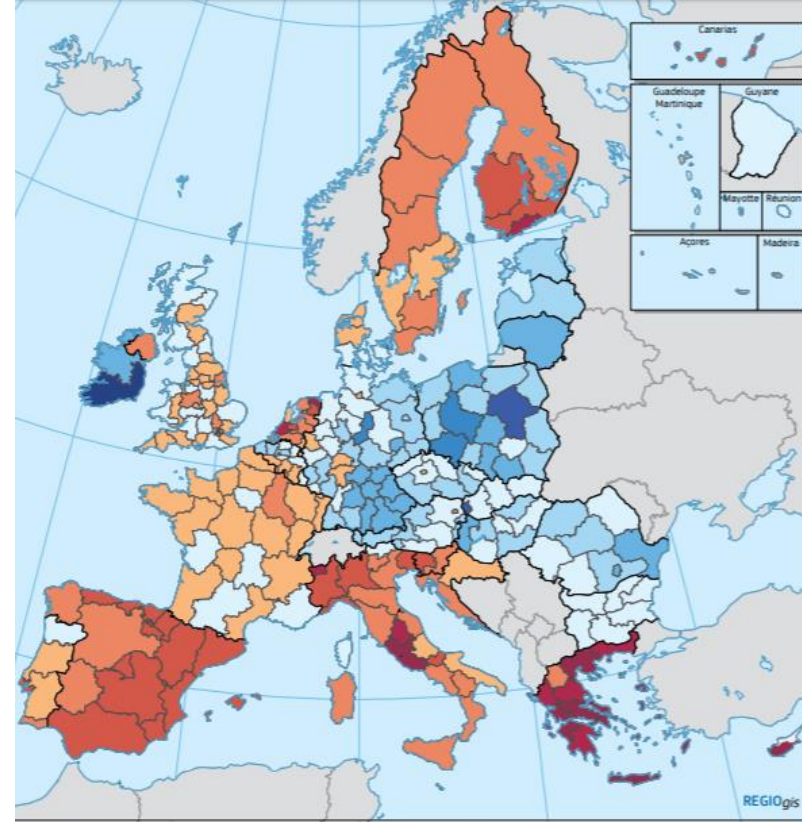 Canarias
Guadeloupe
Martinique
Guyane
Mayotte
Réunion
Açores
Madeira
REGIOgis